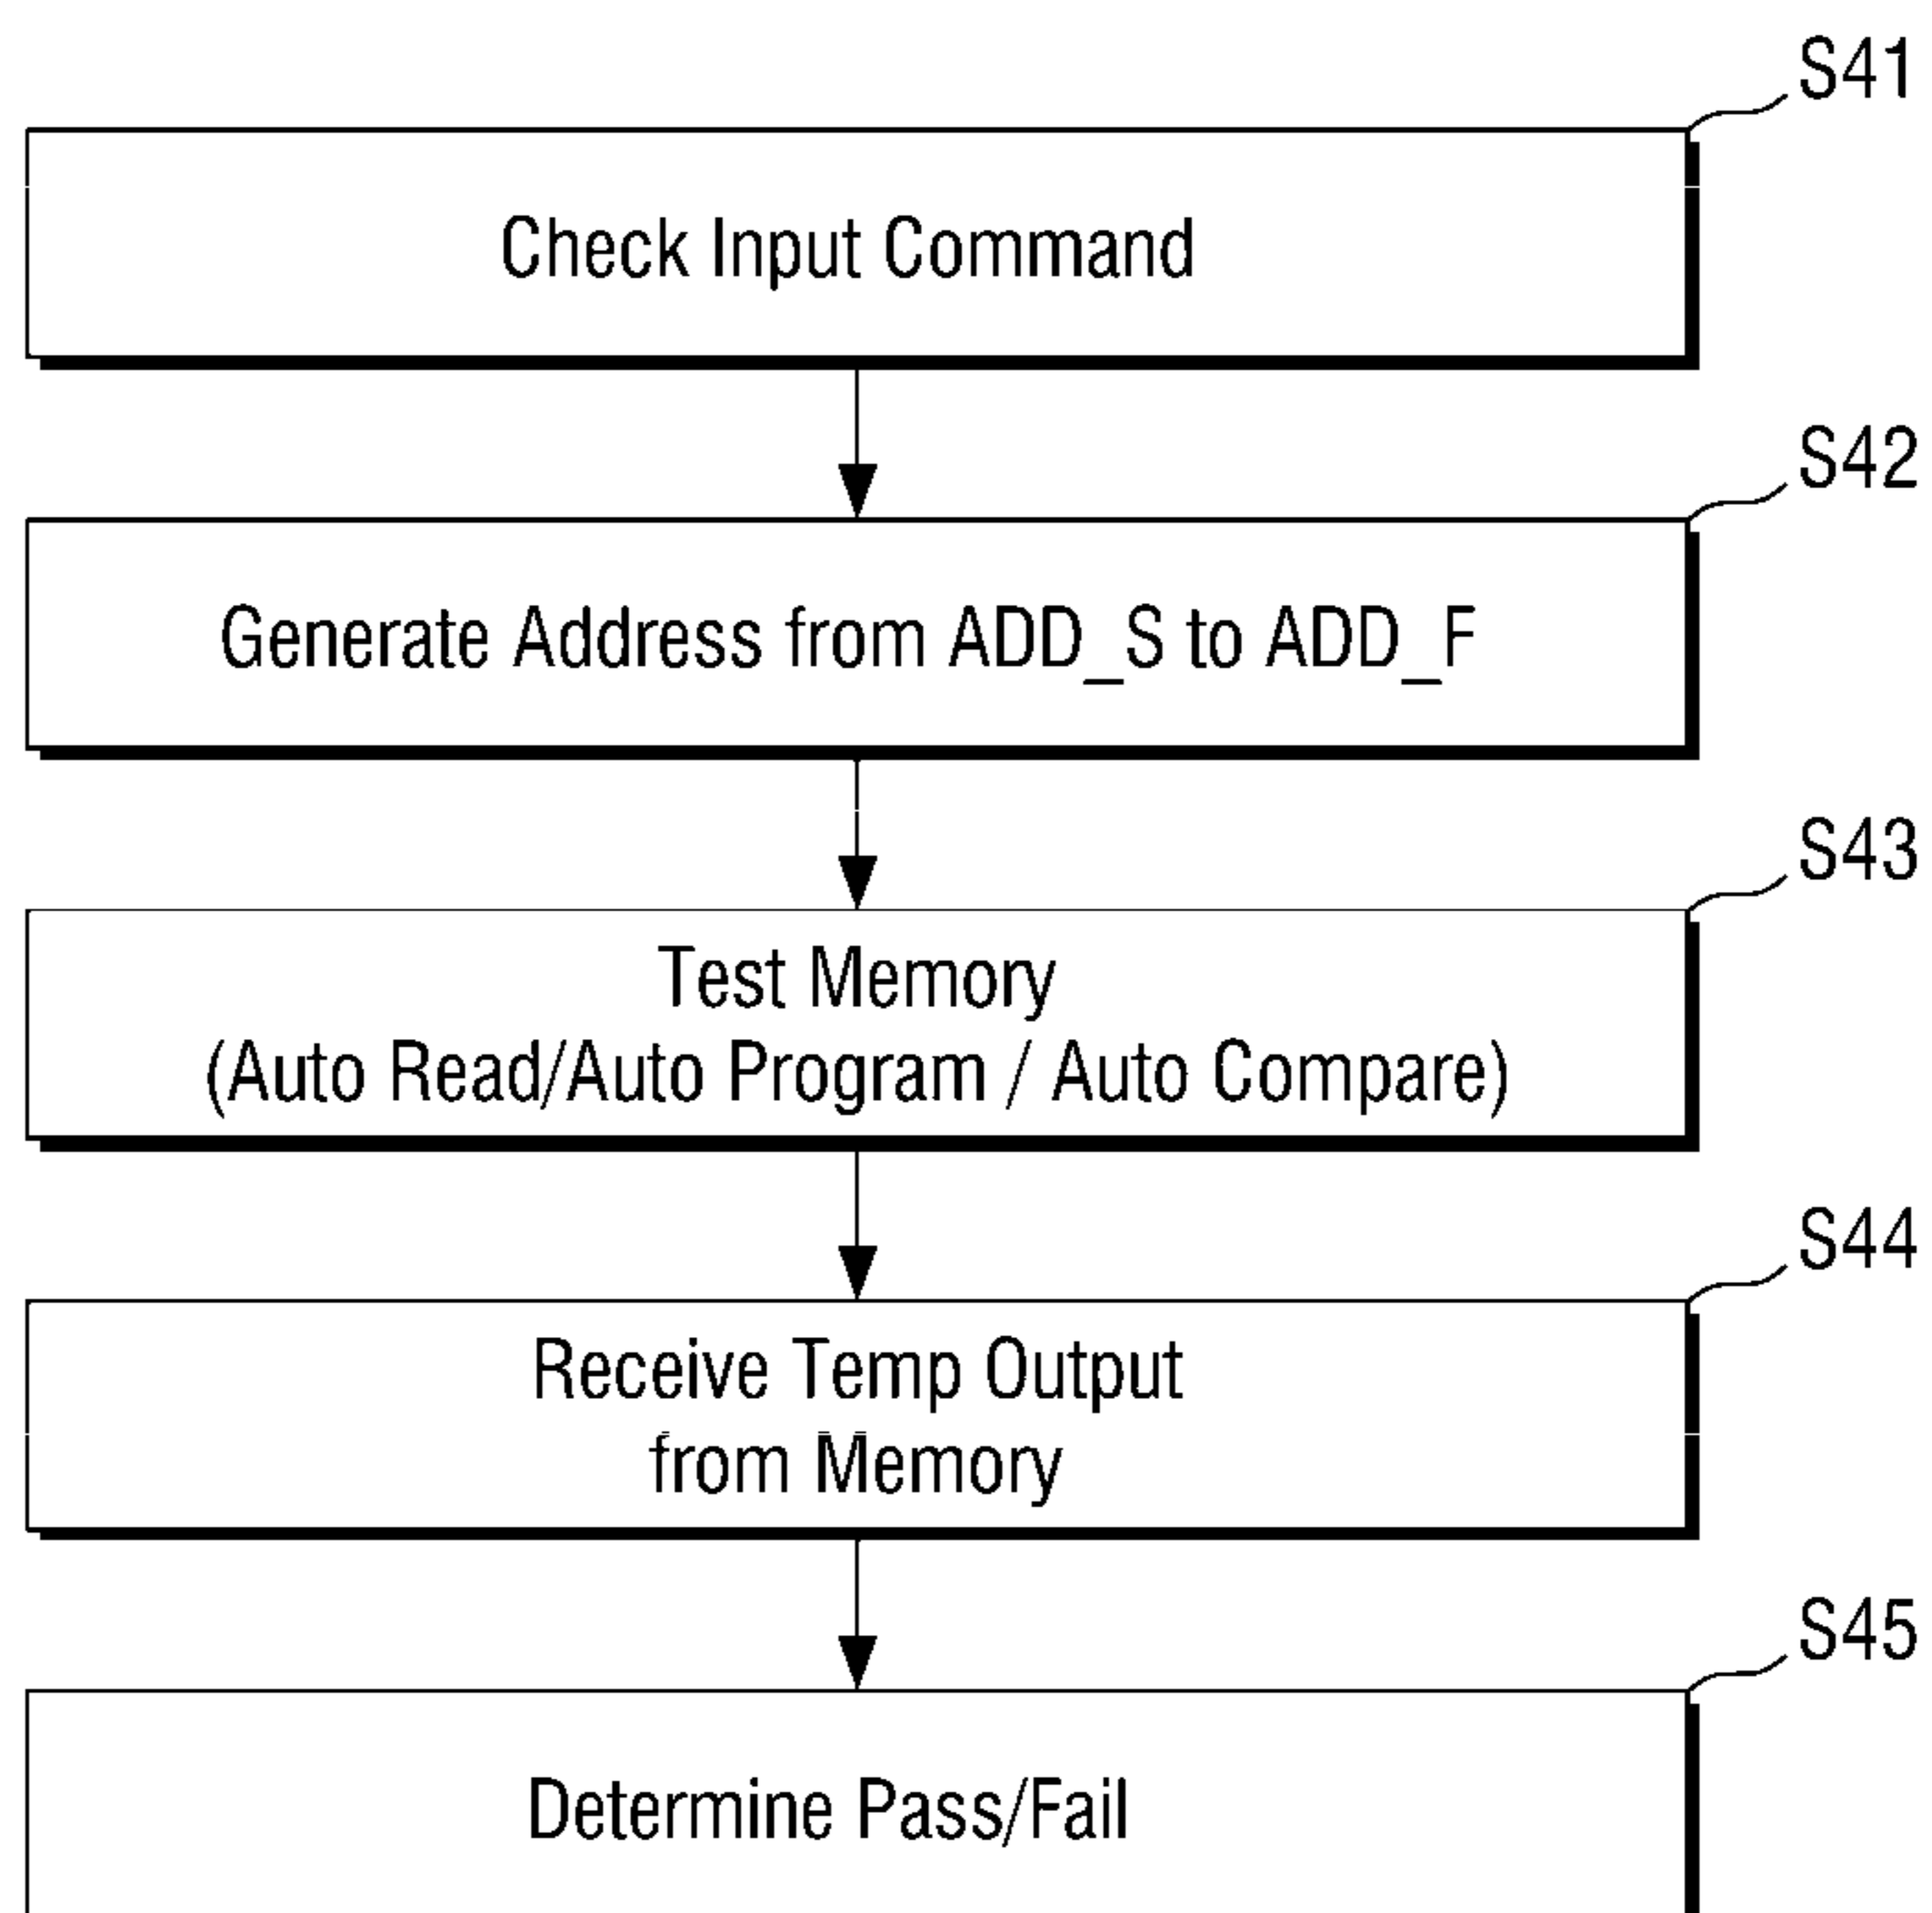 S41
Check Input Command
S42
Generate Address from ADD_S to ADD_F
S43
Test Memory
(Auto Read/Auto Program / Auto Compare)
S44
Receive Temp Output
from Memory
S45
Determine Pass/Fail